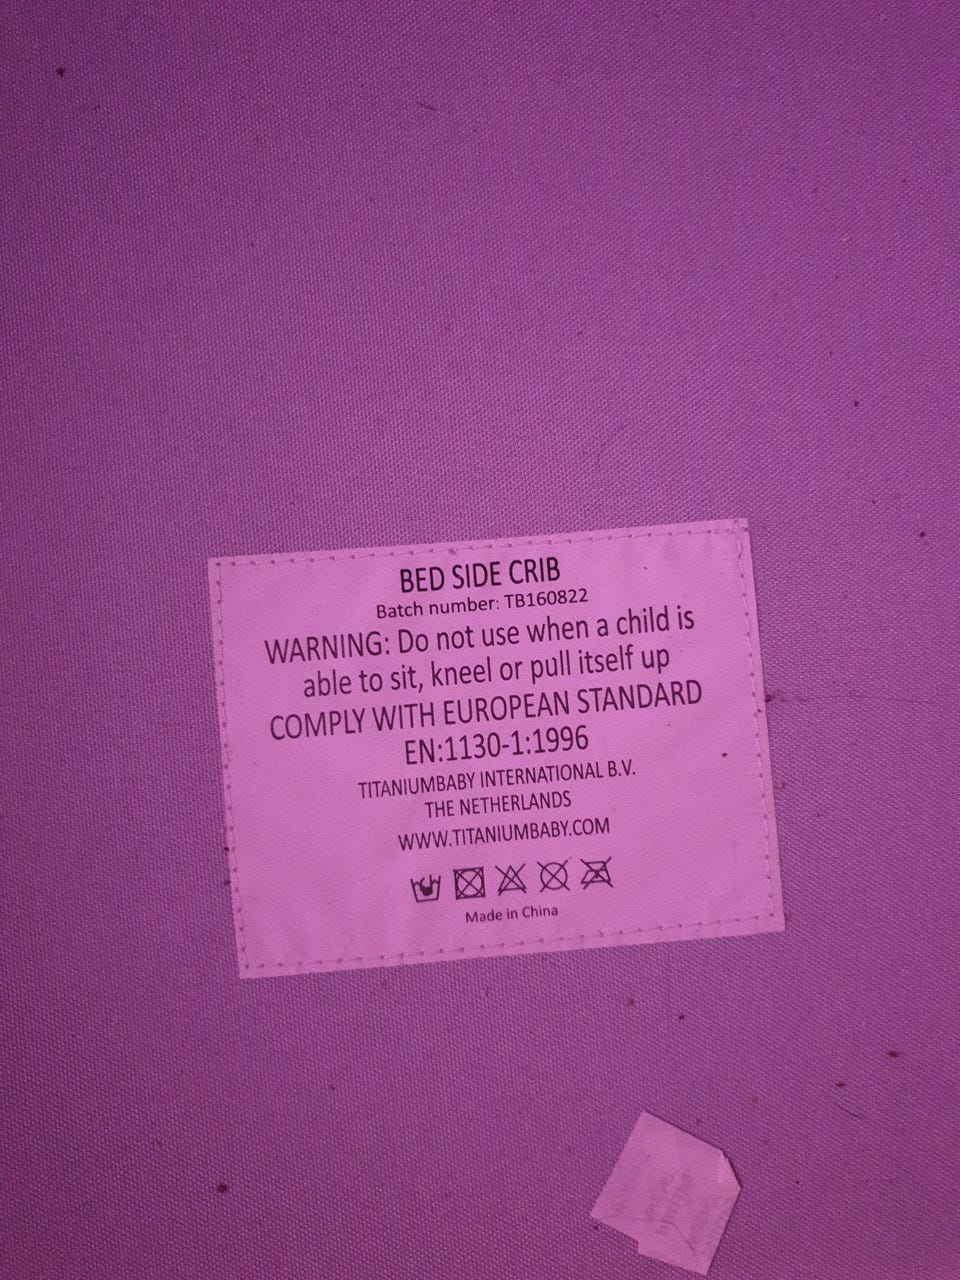 BED SIDE CRIB
Batch number: TB160822
WARNING: Do not use when a child is
able to sit, kneel or pull itself up
COMPLY WITH EUROPEAN STANDARD
EN:1130-1:1996
TITANIUMBABY INTERNATIONAL B.V.
THE NETHERLANDS
WWW.TITANIUMBABY.COM
Made in China